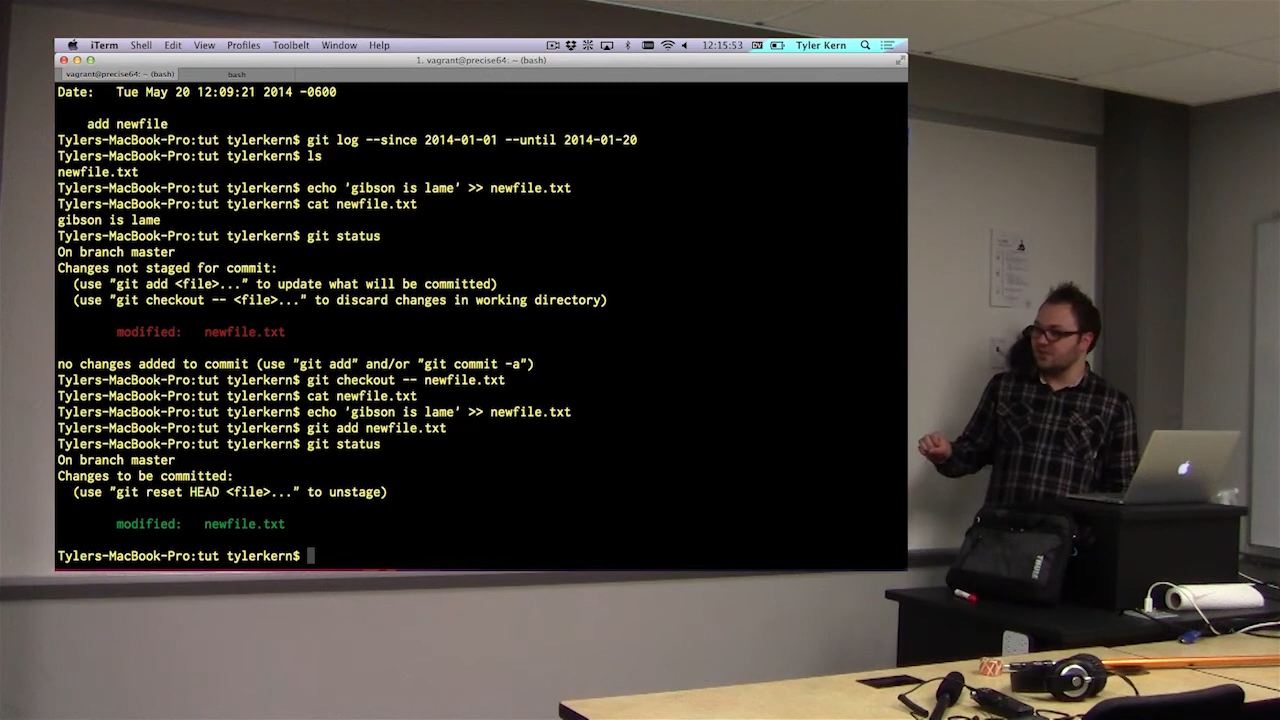 iTerm Shell Edit View Profiles Toolbelt Window Help 12:15:53 Tyler Kern
1. vagrant@precise64: ~ (bash)
vagrant@precise64: ~ (bash) bash
Date:   Tue May 20 12:09:21 2014 -0600
add newfile
Tylers-MacBook-Pro:tut tylerkern$ git log --since 2014-01-01 --until 2014-01-20
Tylers-MacBook-Pro:tut tylerkern$ ls
newfile.txt
Tylers-MacBook-Pro:tut tylerkern$ echo 'gibson is lame' >> newfile.txt
Tylers-MacBook-Pro:tut tylerkern$ cat newfile.txt
gibson is lame
Tylers-MacBook-Pro:tut tylerkern$ git status
On branch master
Changes not staged for commit:
(use "git add <file>..." to update what will be committed)
(use "git checkout -- <file>..." to discard changes in working directory)
modified:   newfile.txt
no changes added to commit (use "git add" and/or "git commit -a")
Tylers-MacBook-Pro:tut tylerkern$ git checkout -- newfile.txt
Tylers-MacBook-Pro:tut tylerkern$ cat newfile.txt
Tylers-MacBook-Pro:tut tylerkern$ echo 'gibson is lame' >> newfile.txt
Tylers-MacBook-Pro:tut tylerkern$ git add newfile.txt
Tylers-MacBook-Pro:tut tylerkern$ git status
On branch master
Changes to be committed:
(use "git reset HEAD <file>..." to unstage)
modified:   newfile.txt
Tylers-MacBook-Pro:tut tylerkern$
THULE